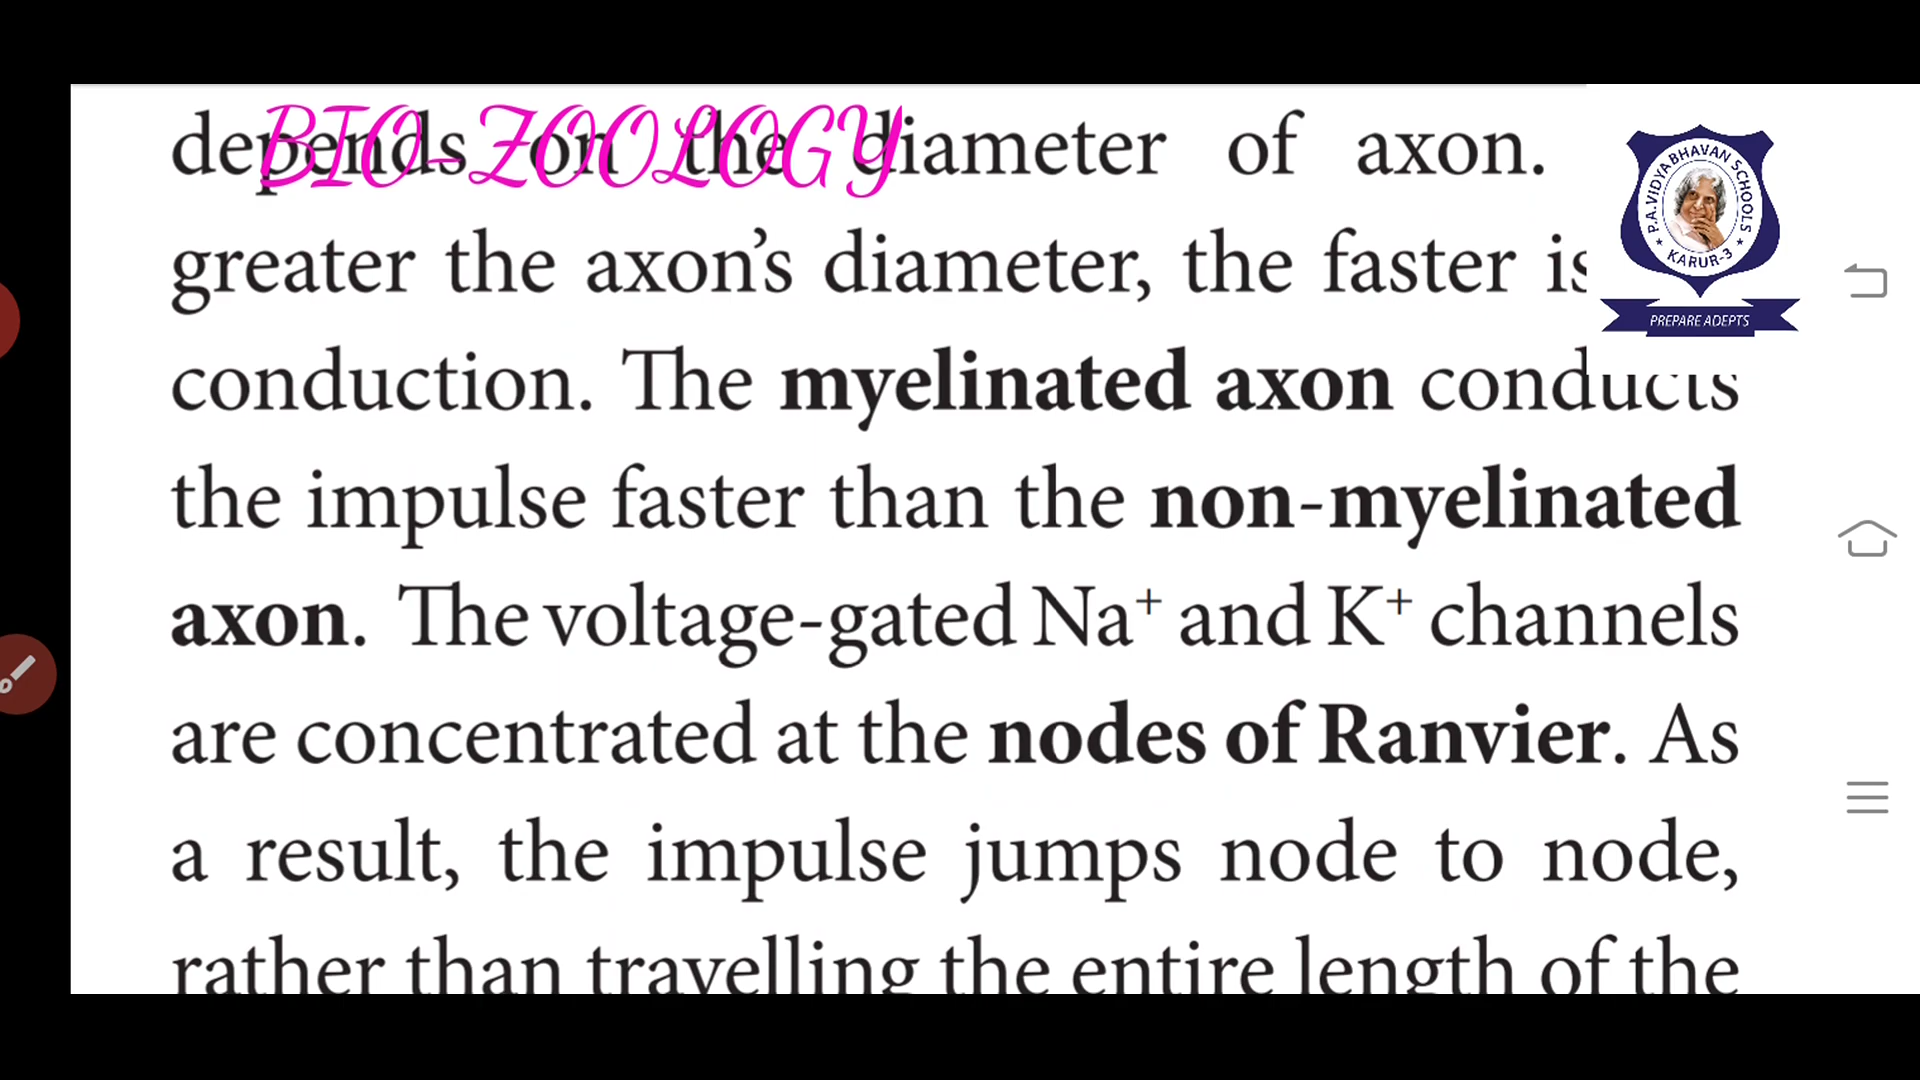 BIO-ZOOLOGY
depends on the diameter of axon.
greater the axon's diameter, the faster is
conduction. The myelinated axon conducts
the impulse faster than the non-myelinated
axon. The voltage-gated Na⁺ and K⁺ channels
are concentrated at the nodes of Ranvier. As
a result, the impulse jumps node to node,
rather than travelling the entire length of the
P.A.VIDYABHAVAN SCHOOLS
KARUR-3
PREPARE ADEPTS